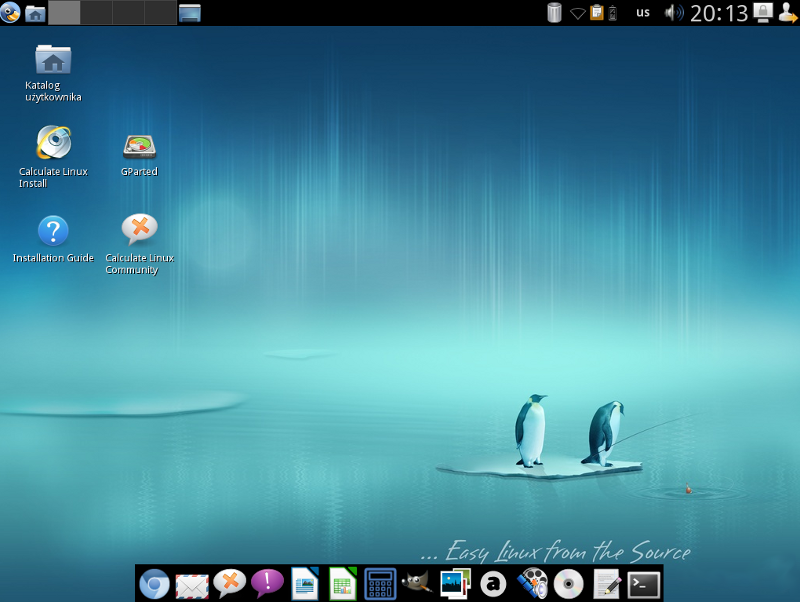 us
20:13
Katalog
użytkownika
Calculate Linux
Install
GParted
Installation Guide
Calculate Linux
Community
... Easy Linux from the Source
a
>_